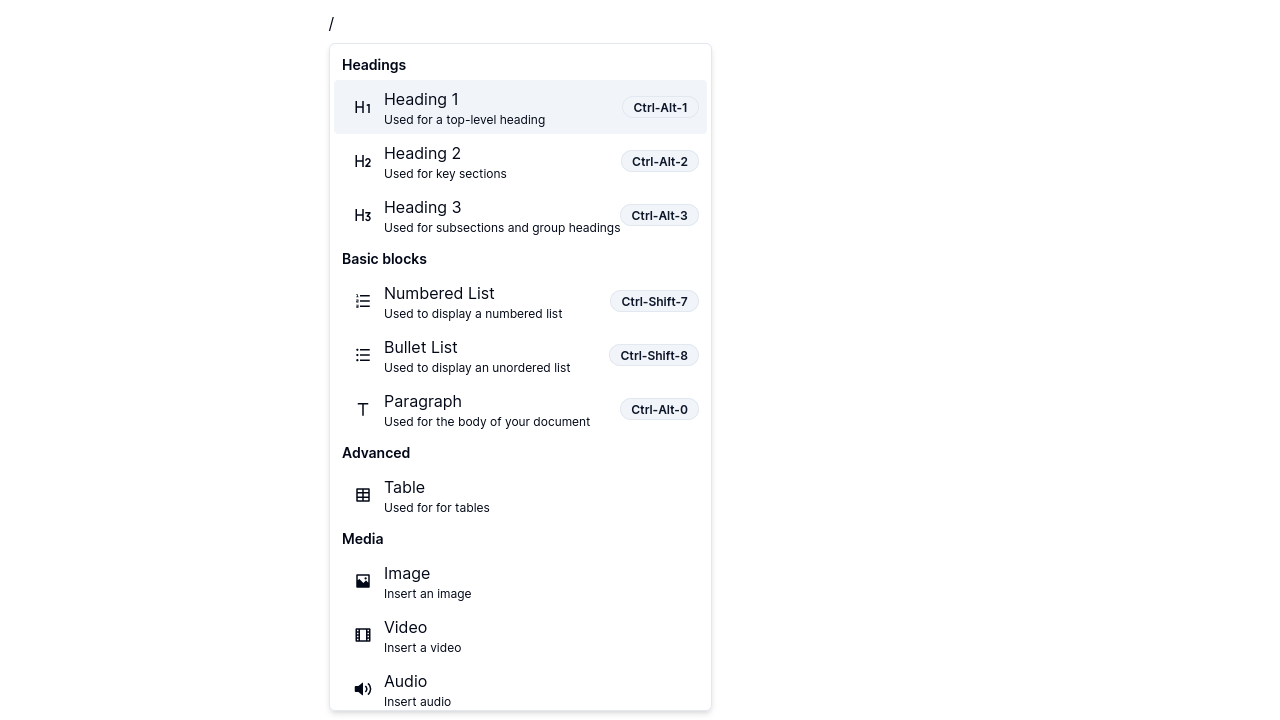 /
Headings
H1 Heading 1 Ctrl-Alt-1
Used for a top-level heading
H2 Heading 2 Ctrl-Alt-2
Used for key sections
H3 Heading 3 Ctrl-Alt-3
Used for subsections and group headings
Basic blocks
Numbered List Ctrl-Shift-7
Used to display a numbered list
Bullet List Ctrl-Shift-8
Used to display an unordered list
T Paragraph Ctrl-Alt-0
Used for the body of your document
Advanced
Table
Used for for tables
Media
Image
Insert an image
Video
Insert a video
Audio
Insert audio